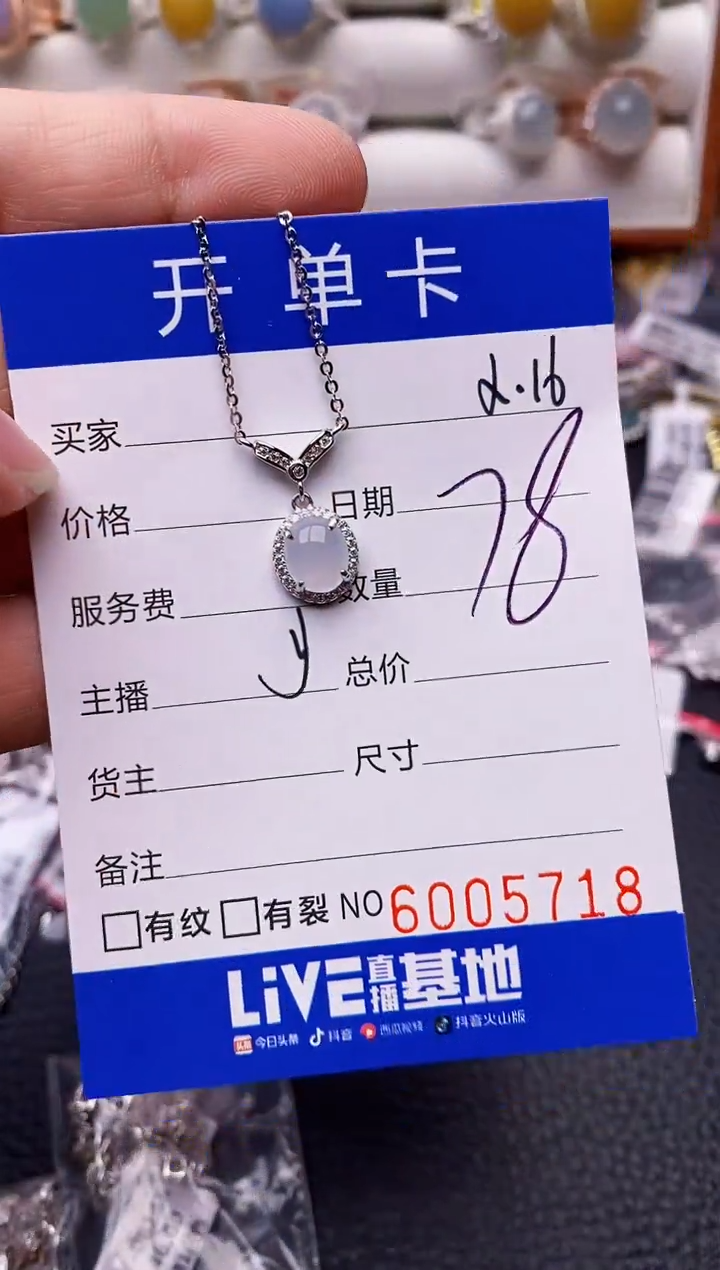 开单卡
2.16
买家
价格 日期
78
服务费 数量
主播 y 总价
货主 尺寸
备注
有纹 有裂 NO 6005718
LiVE直播基地
头条 今日头条 抖音 西瓜视频 抖音火山版